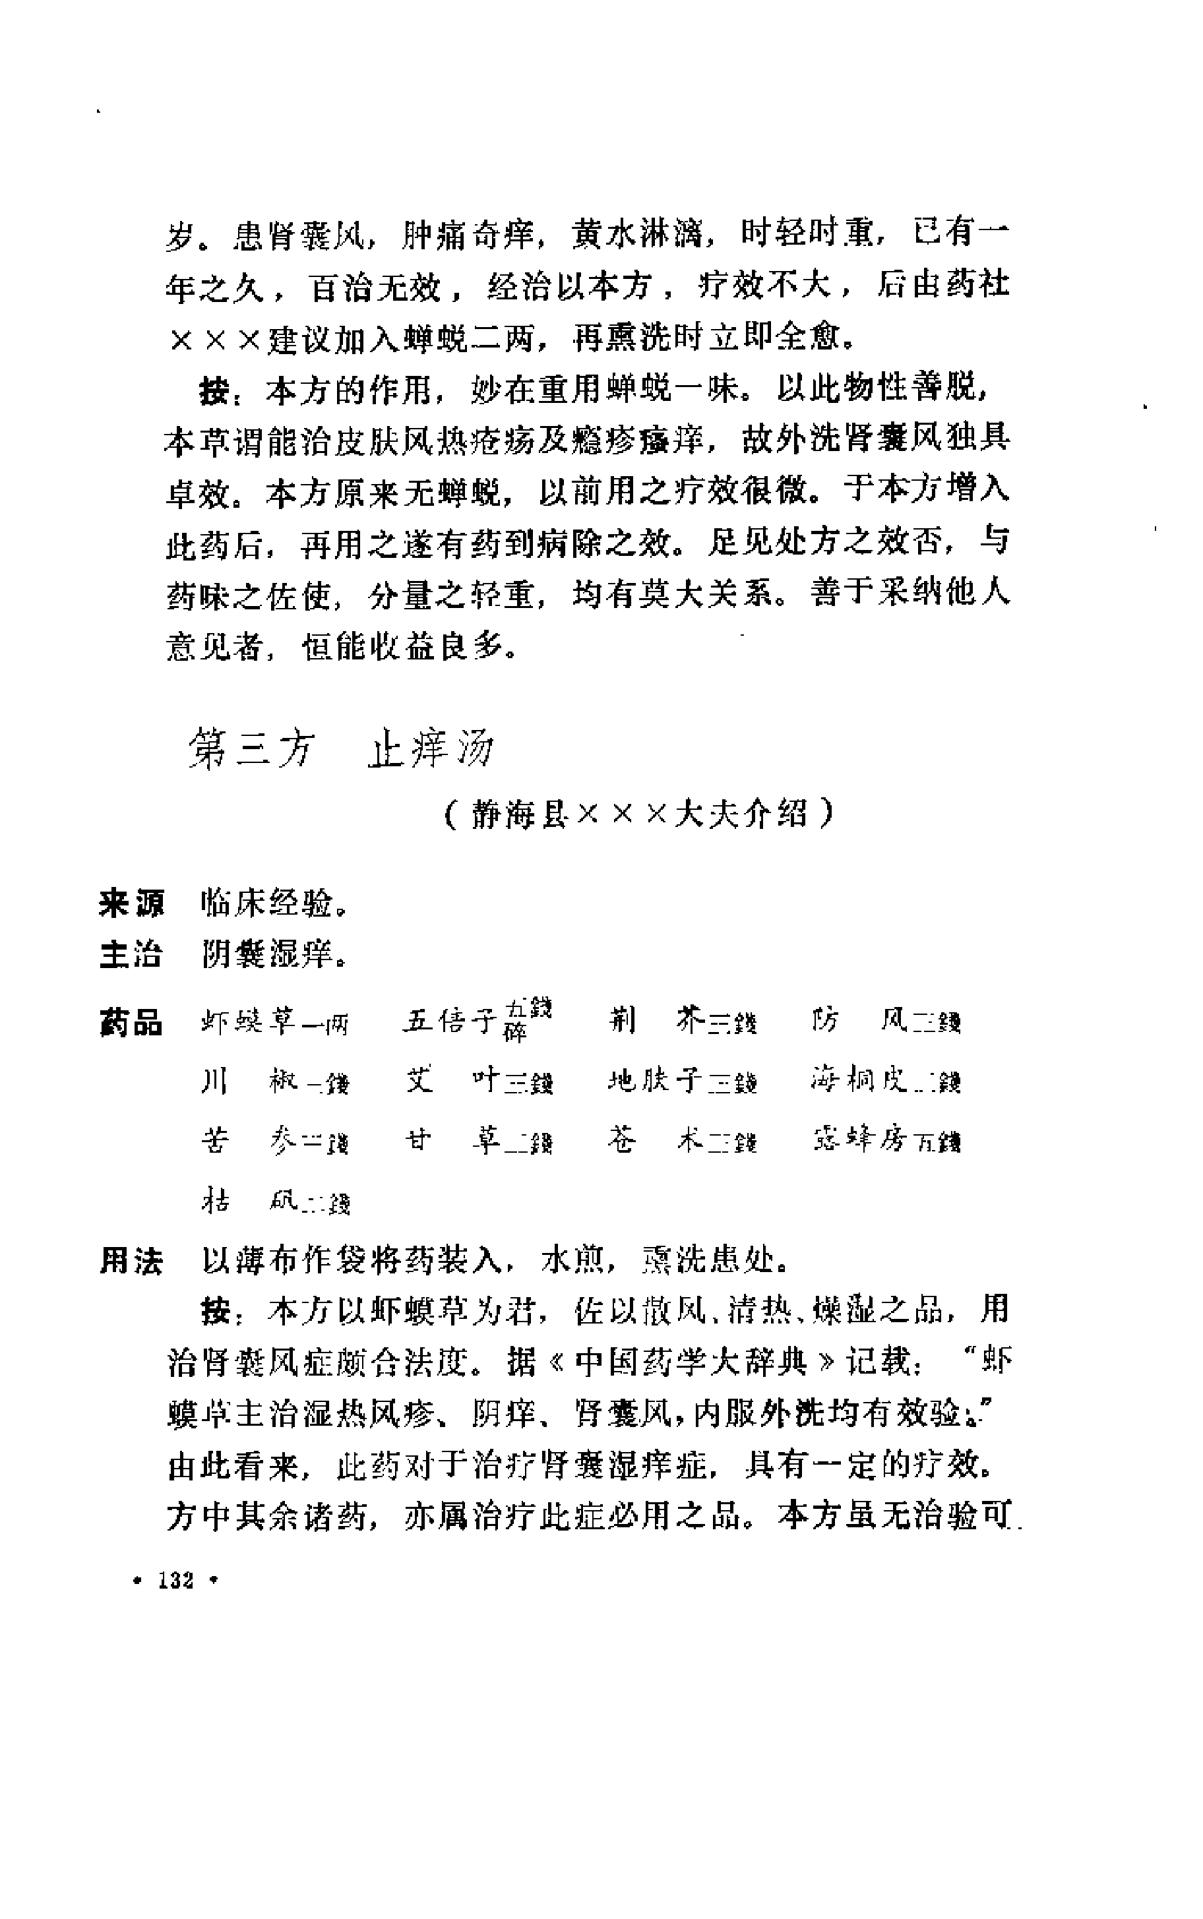 岁。患肾囊风，肿痛奇痒，黄水淋漓，时轻时重，已有一
年之久，百治无效，经治以本方，疗效不大，后由药社
×××建议加入蝉蜕二两，再熏洗时立即全愈。
按：本方的作用，妙在重用蝉蜕一味。以此物性善脱，
本草谓能治皮肤风热疮疡及瘾疹瘙痒，故外洗肾囊风独具
卓效。本方原来无蝉蜕，以前用之疗效很微。于本方增入
此药后，再用之遂有药到病除之效。足见处方之效否，与
药味之佐使，分量之轻重，均有莫大关系。善于采纳他人
意见者，恒能收益良多。
第三方 止痒汤
（静海县×××大夫介绍）
来源 临床经验。
主治 阴囊湿痒。
药品 虾蟆草一两 五倍子五錢碎 荆 芥三錢 防 风三錢
川 椒 錢 艾 叶三錢 地肤子三錢 海桐皮二錢
苦 参 錢 甘 草二錢 苍 术三錢 露蜂房五錢
枯 矾 錢
用法 以薄布作袋将药装入，水煎，熏洗患处。
按：本方以虾蟆草为君，佐以散风、清热、燥湿之品，用
治肾囊风症颇合法度。据《中国药学大辞典》记载：“虾
蟆草主治湿热风疹、阴痒、肾囊风，内服外洗均有效验。”
由此看来，此药对于治疗肾囊湿痒症，具有一定的疗效。
方中其余诸药，亦属治疗此症必用之品。本方虽无治验可
• 132 •